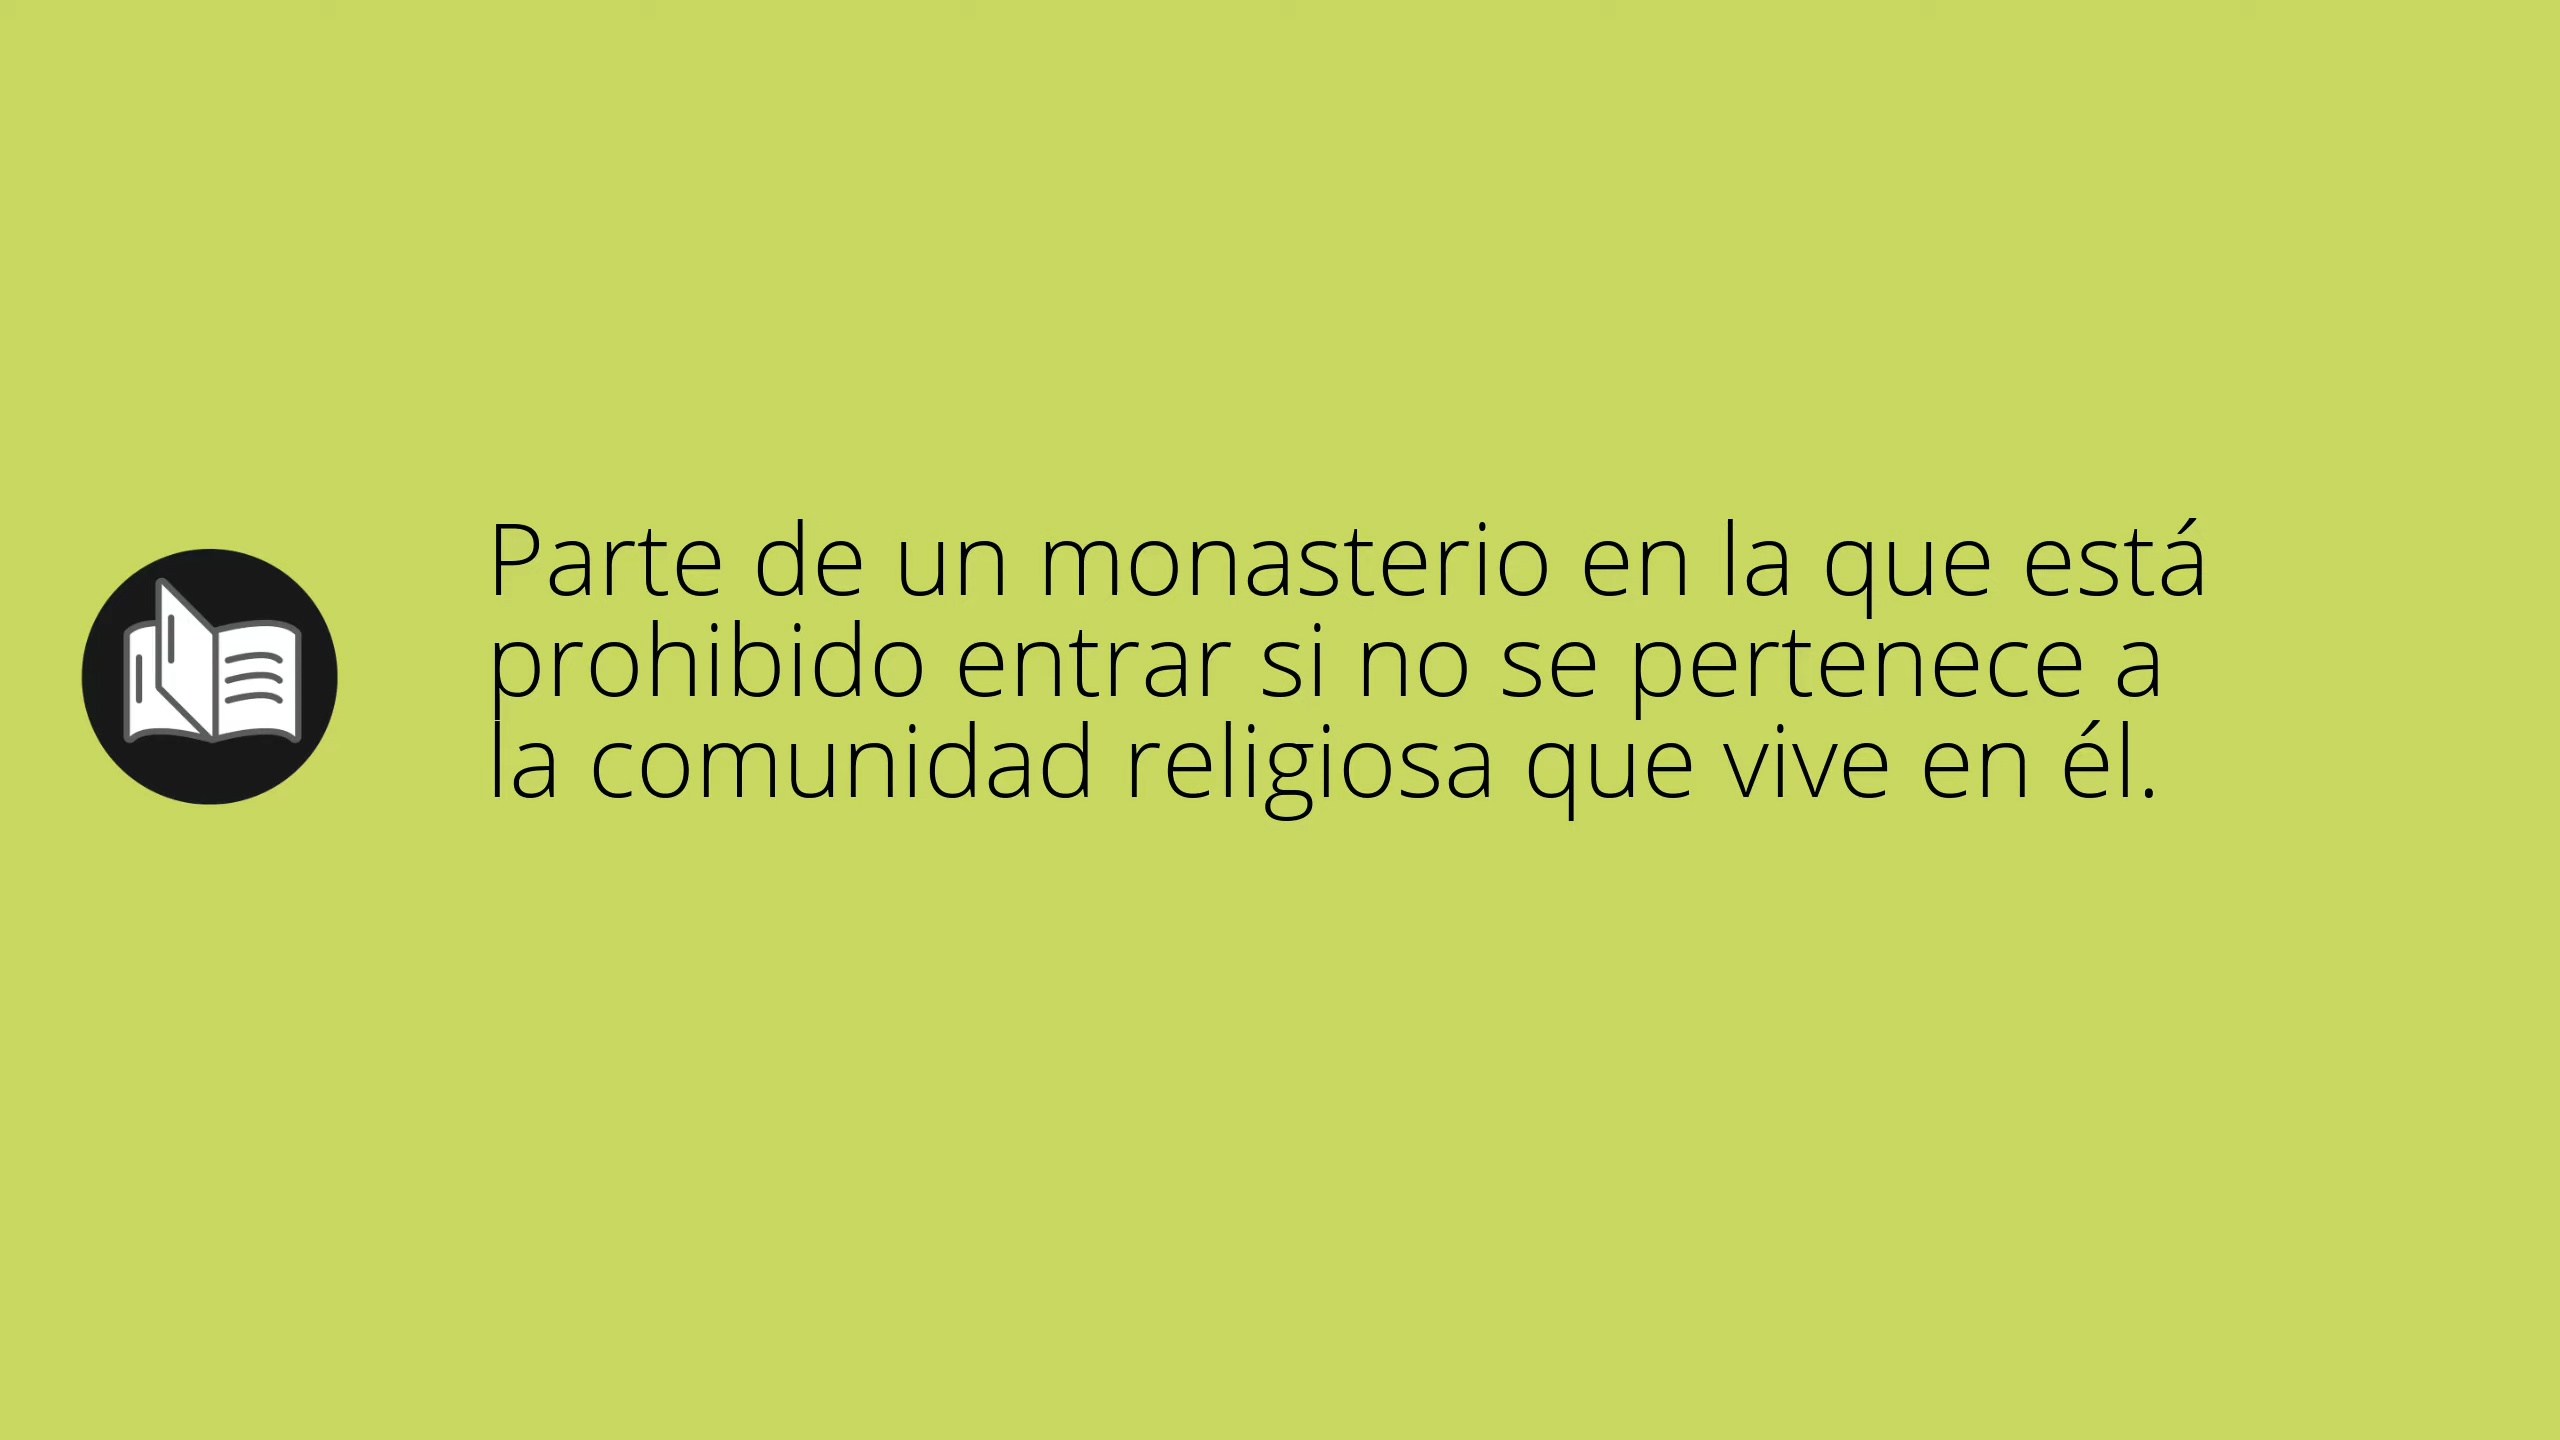 Parte de un monasterio en la que está
prohibido entrar si no se pertenece a
la comunidad religiosa que vive en él.